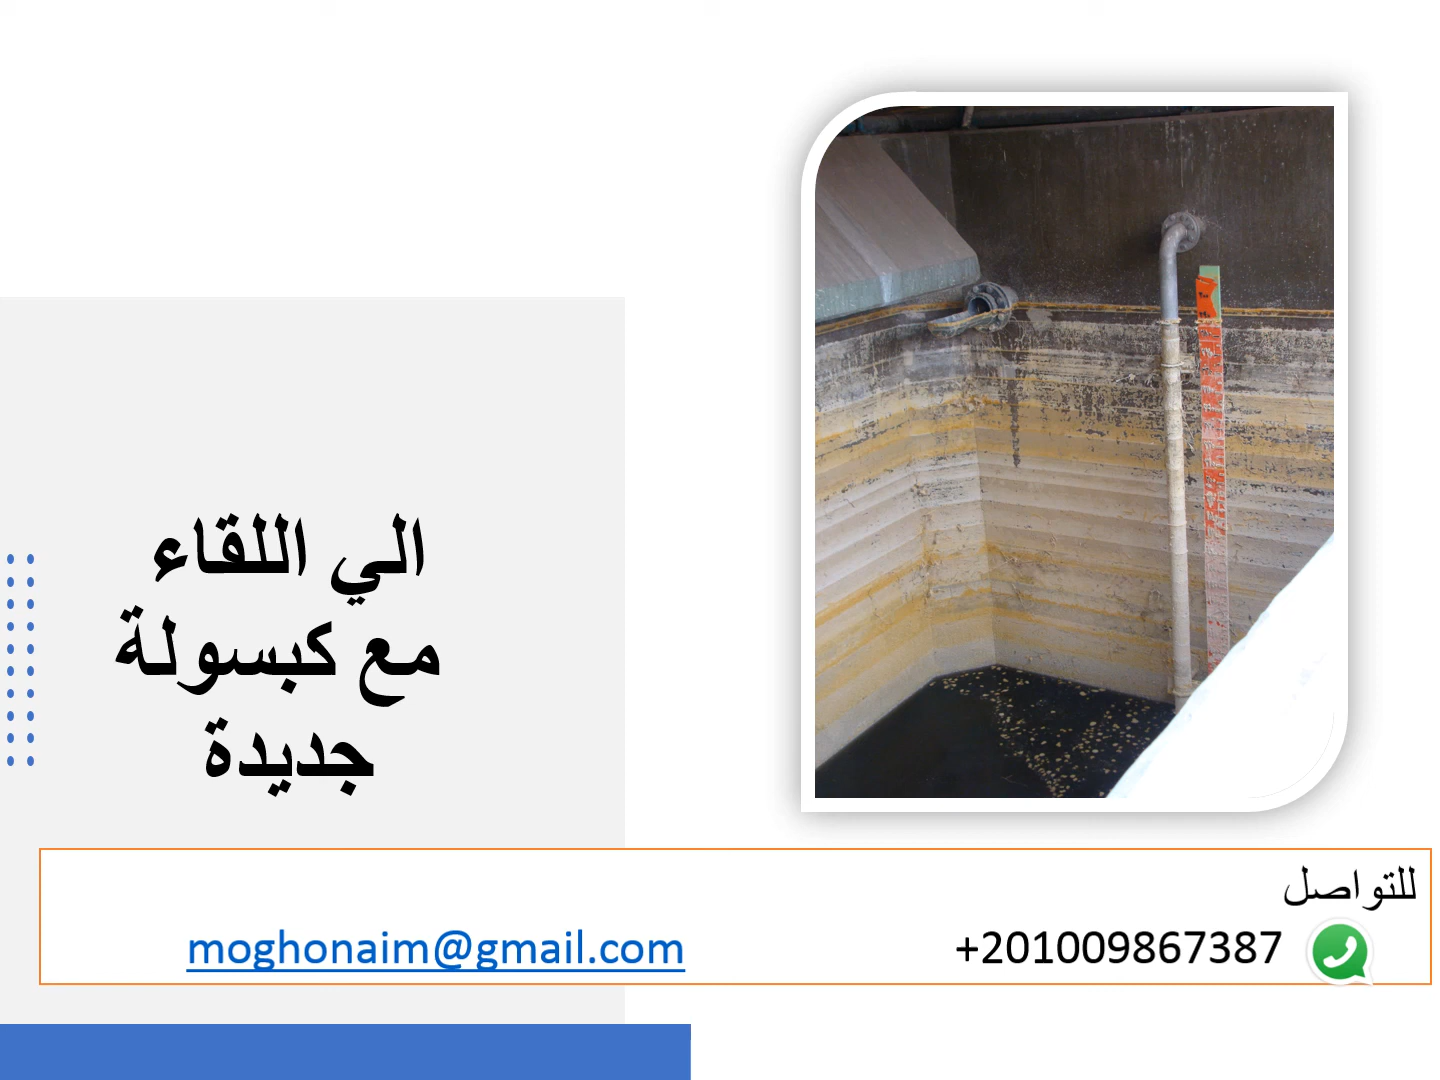 الي اللقاء
مع كبسولة
جديدة
للتواصل
+201009867387
moghonaim@gmail.com